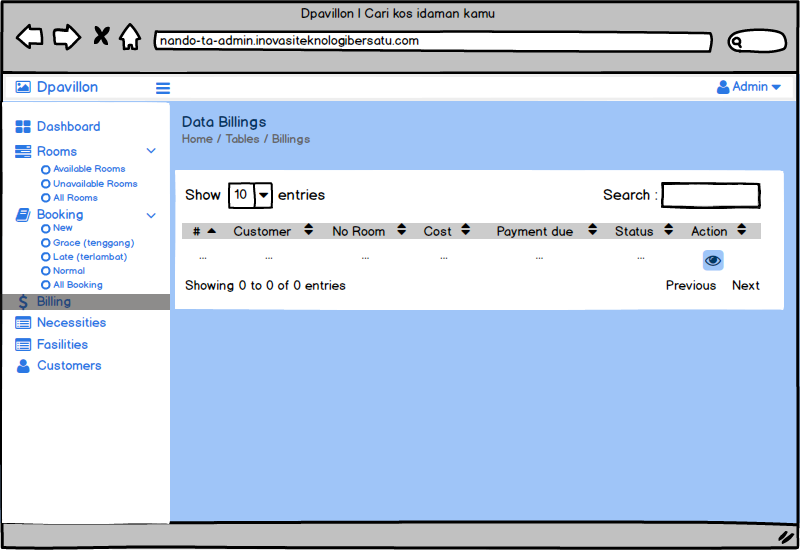 Dpavillon | Cari kos idaman kamu
nando-ta-admin.inovasiteknologibersatu.com
Dpavillon
Admin
Dashboard
Rooms
Available Rooms
Unavailable Rooms
All Rooms
Booking
New
Grace (tenggang)
Late (terlambat)
Normal
All Booking
Billing
Necessities
Fasilities
Customers
Data Billings
Home / Tables / Billings
Show 10 entries
Search :
# Customer No Room Cost Payment due Status Action
... ... ... ... ... ...
Showing 0 to 0 of 0 entries
Previous Next